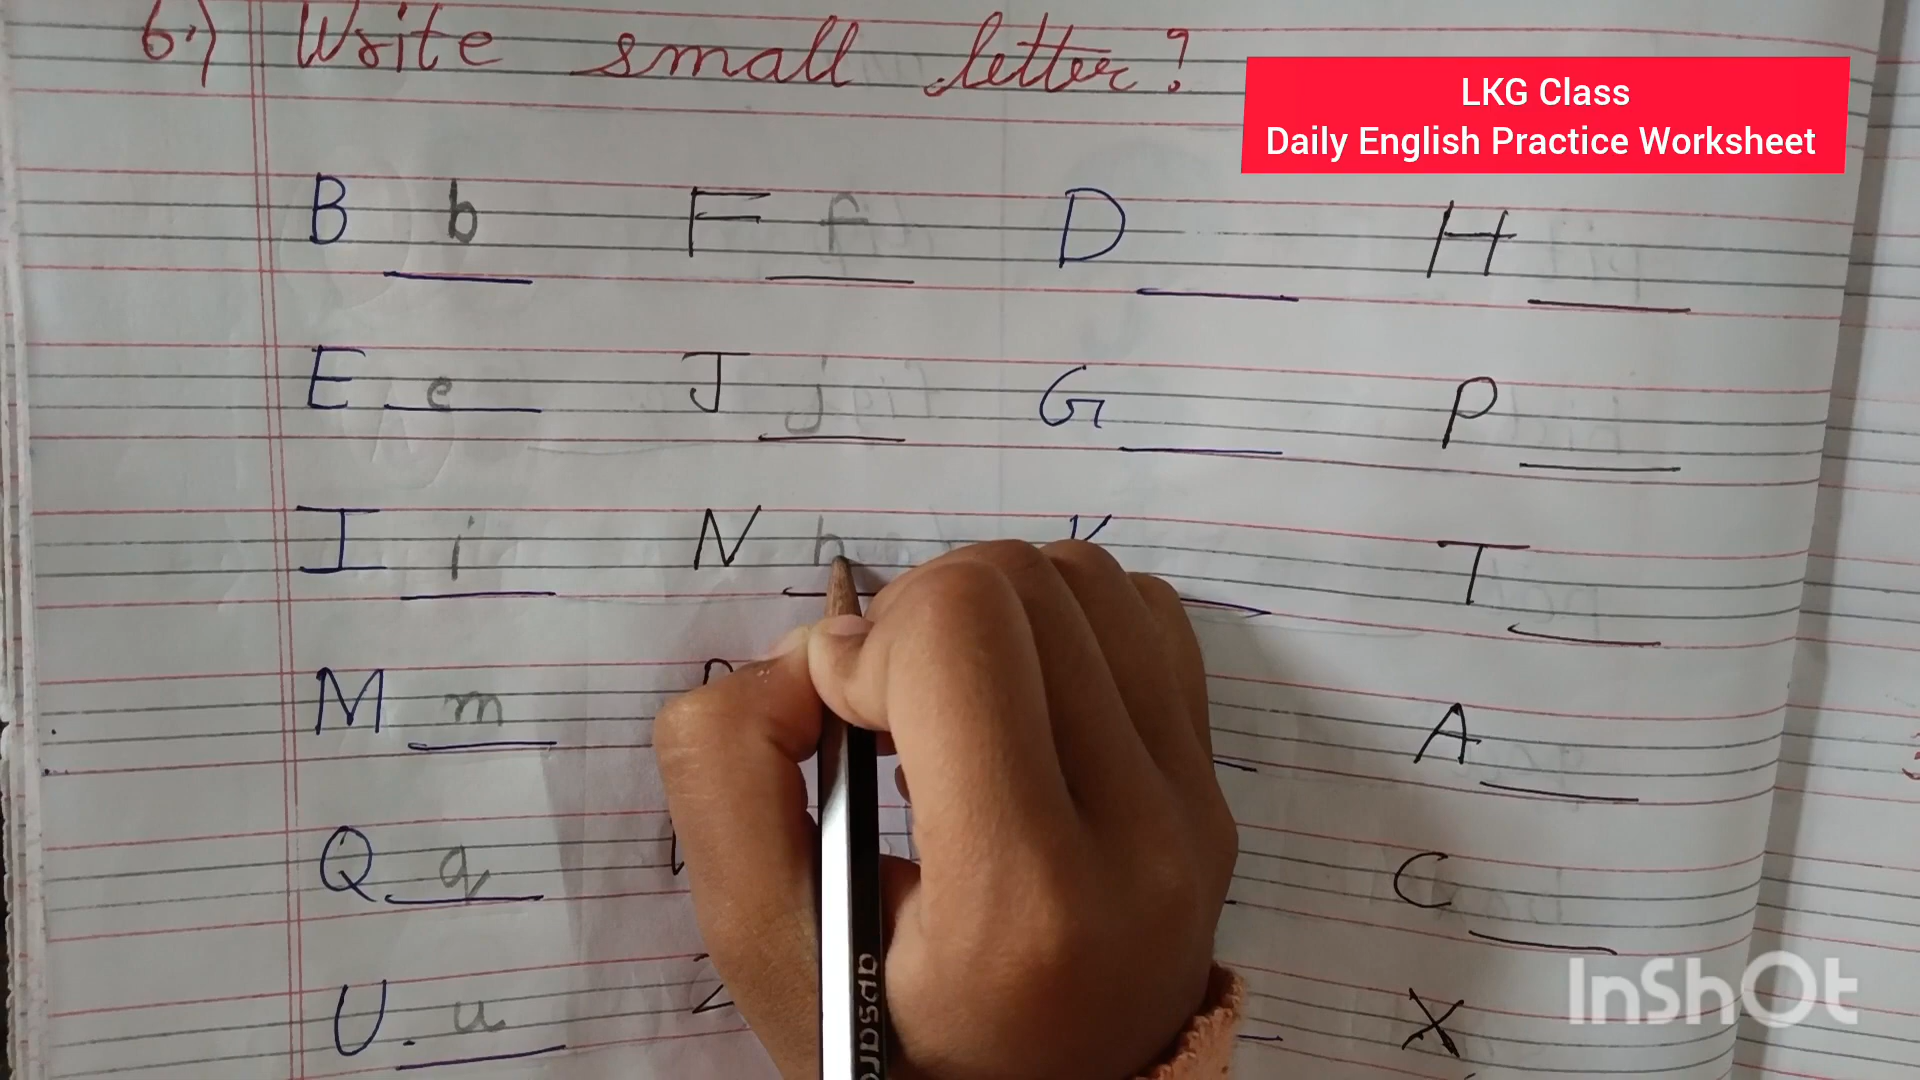 6.) Write small letter?
LKG Class
Daily English Practice Worksheet
B b F f D H
E e J j G P
I i N h K T
M m A
Q q C
U u Z X
InShOt